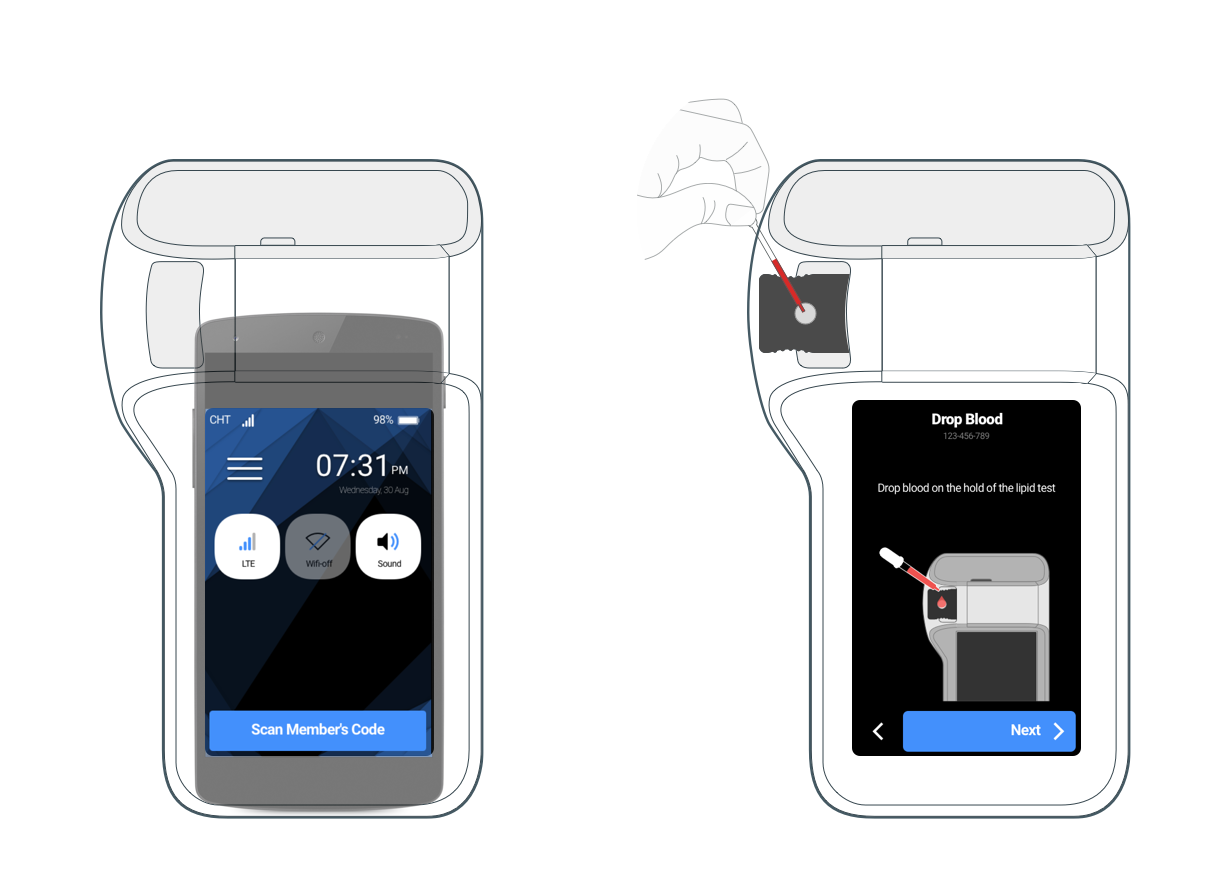 CHT 98%
07:31 PM
Wednesday, 30 Aug
LTE Wifi-off Sound
Scan Member's Code
Drop Blood
123-456-789
Drop blood on the hold of the lipid test
Next